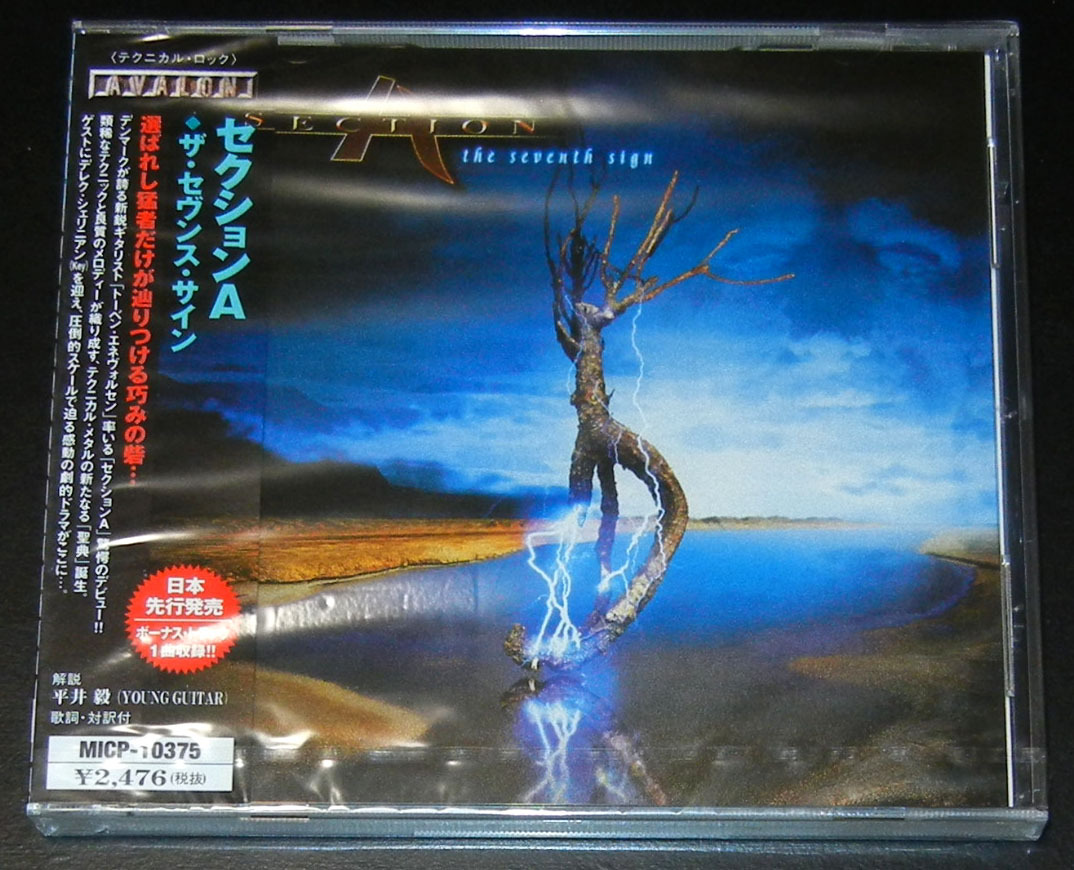 〈テクニカル・ロック〉
AVALON
セクションA
◆ザ・セヴンス・サイン
選ばれし猛者だけが辿りつける巧みの砦…
デンマークが誇る新鋭ギタリスト「トーベン・エネヴォルセン」率いる「セクションA」驚愕のデビュー!!
類稀なテクニックと良質のメロディーが織り成す、テクニカル・メタルの新たなる「聖典」誕生。
ゲストにデレク・シェリニアン(Key)を迎え、圧倒的スケールで迫る感動の劇的ドラマがここに…。
日本
先行発売
ボーナス・
1曲収録!!
解説
平井 毅 (YOUNG GUITAR)
歌詞・対訳付
MICP-10375
¥2,476(税抜)
SECTION A
the seventh sign